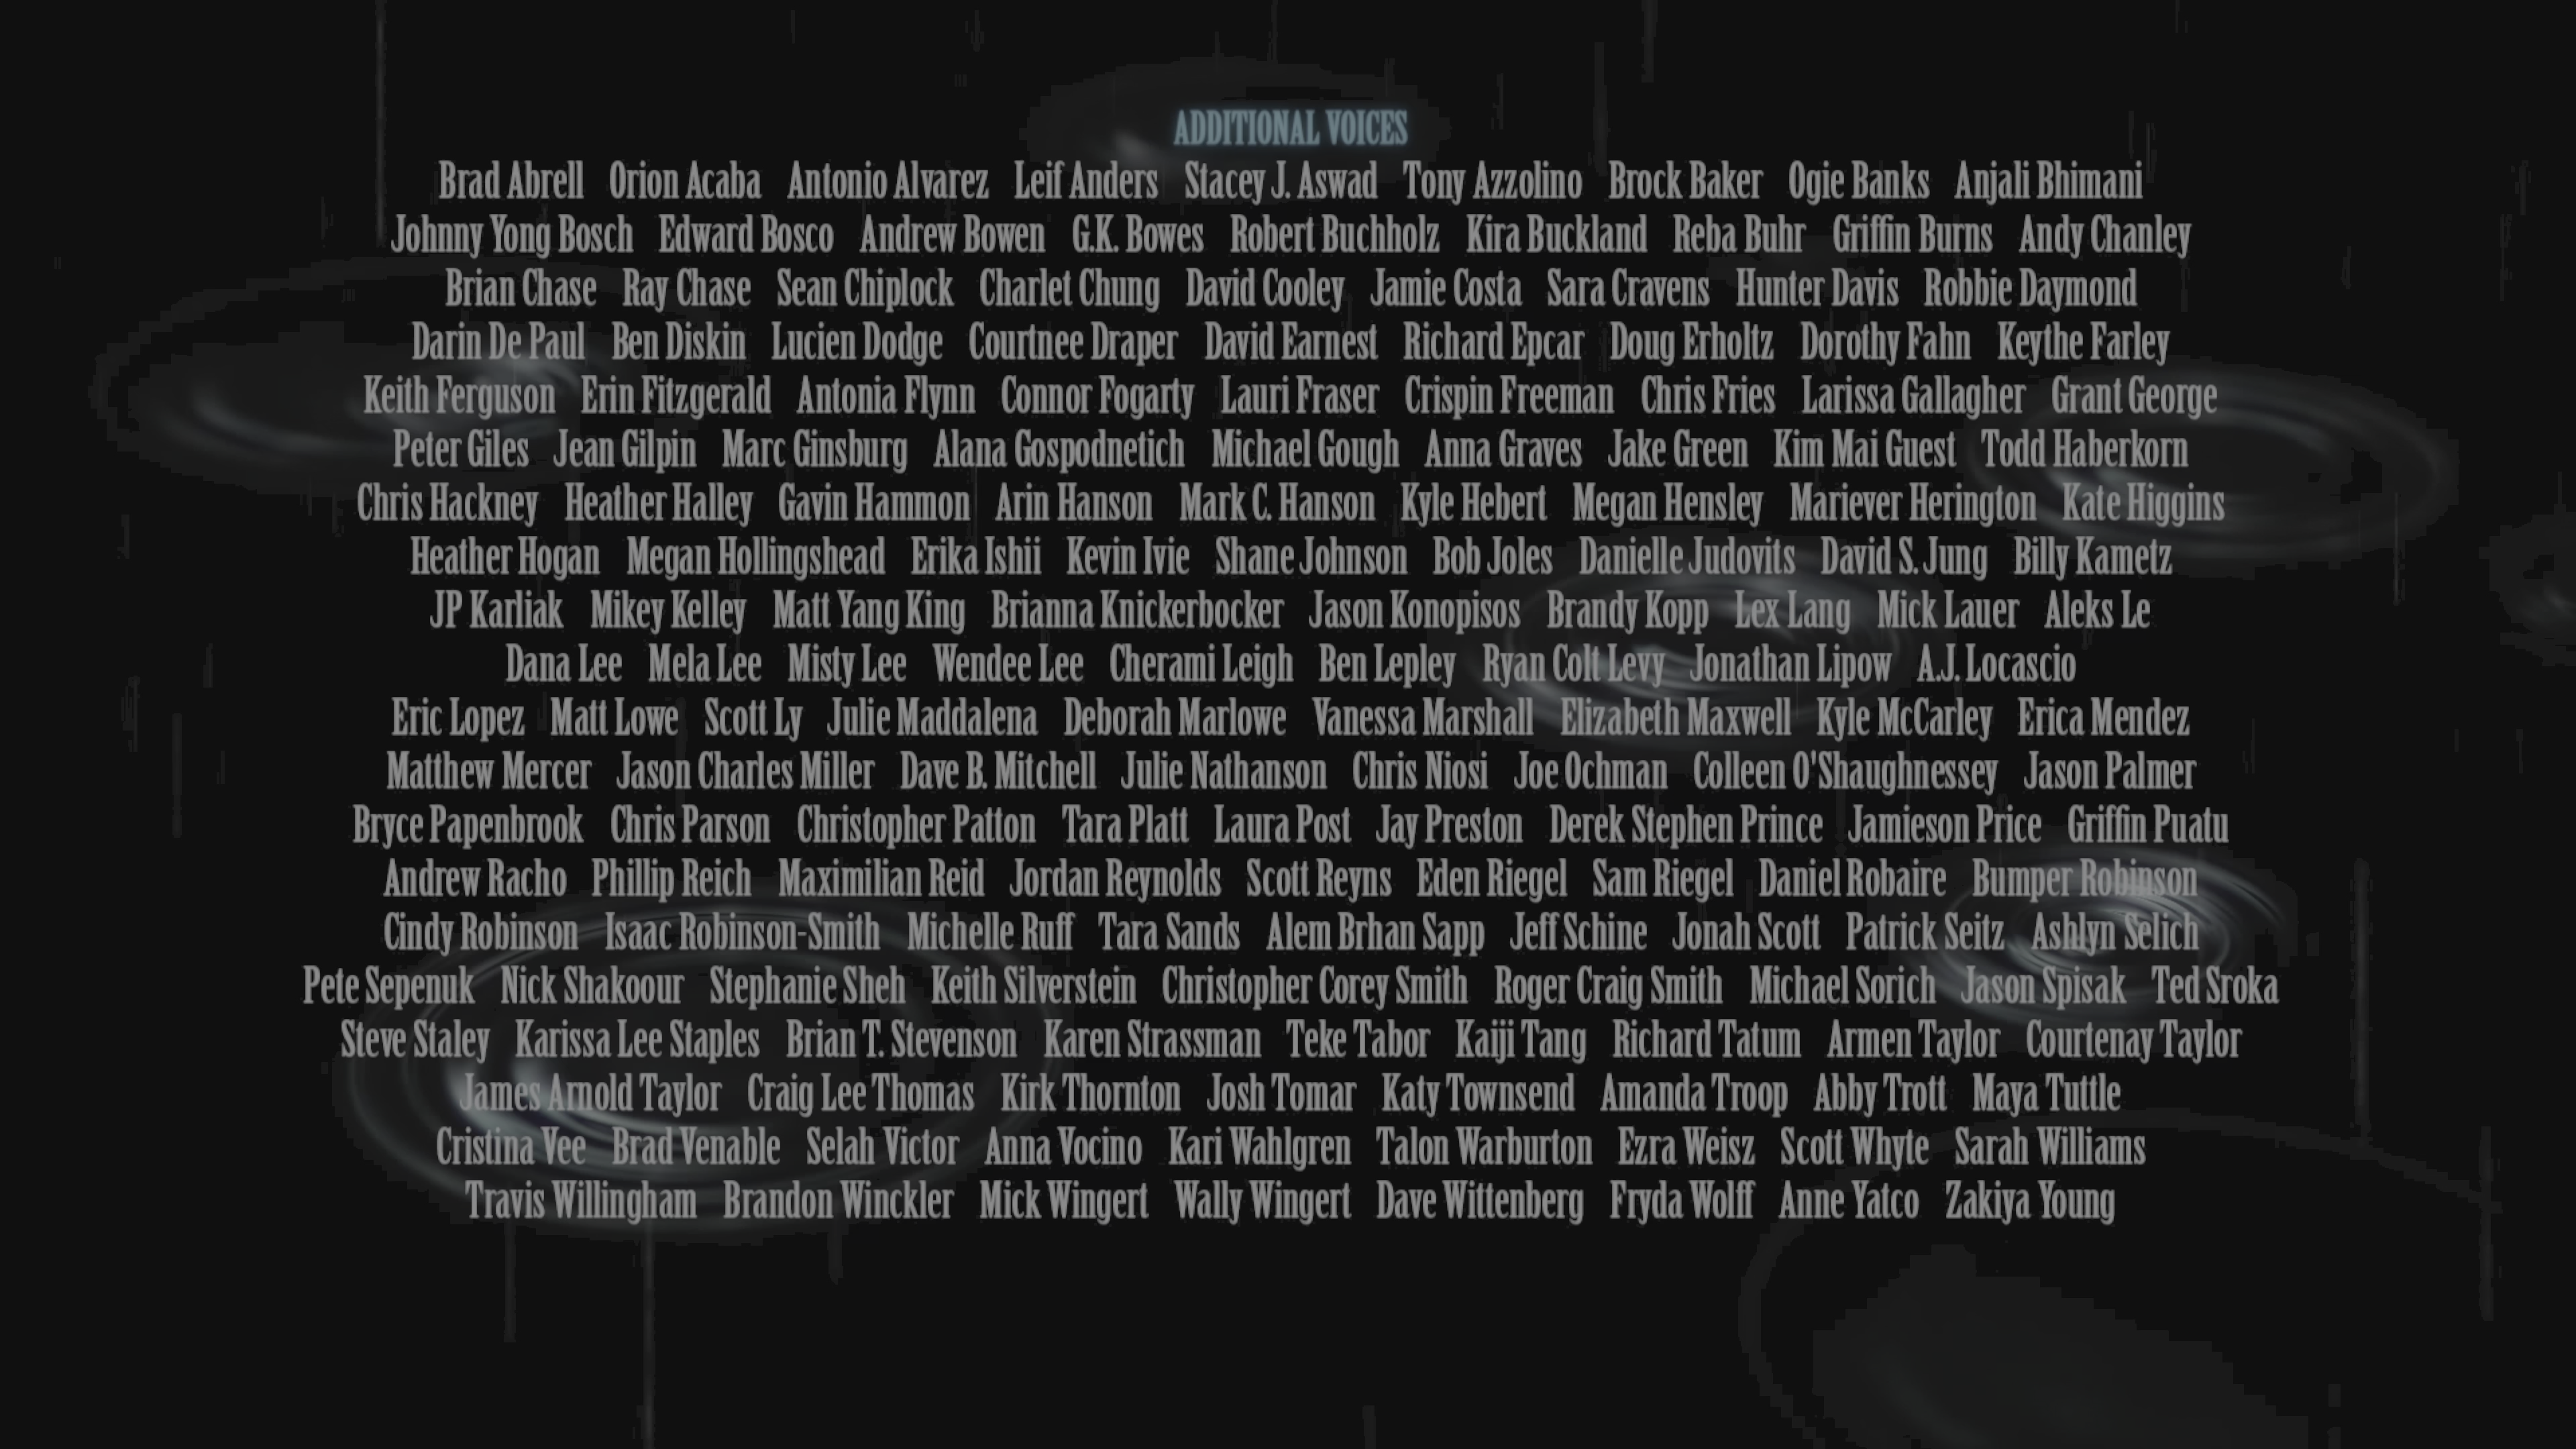 ADDITIONAL VOICES
Brad Abrell Orion Acaba Antonio Alvarez Leif Anders Stacey J. Aswad Tony Azzolino Brock Baker Ogie Banks Anjali Bhimani
Johnny Yong Bosch Edward Bosco Andrew Bowen G.K. Bowes Robert Buchholz Kira Buckland Reba Buhr Griffin Burns Andy Chanley
Brian Chase Ray Chase Sean Chiplock Charlet Chung David Cooley Jamie Costa Sara Cravens Hunter Davis Robbie Daymond
Darin De Paul Ben Diskin Lucien Dodge Courtnee Draper David Earnest Richard Epcar Doug Erholtz Dorothy Fahn Keythe Farley
Keith Ferguson Erin Fitzgerald Antonia Flynn Connor Fogarty Lauri Fraser Crispin Freeman Chris Fries Larissa Gallagher Grant George
Peter Giles Jean Gilpin Marc Ginsburg Alana Gospodnetich Michael Gough Anna Graves Jake Green Kim Mai Guest Todd Haberkorn
Chris Hackney Heather Halley Gavin Hammon Arin Hanson Mark C. Hanson Kyle Hebert Megan Hensley Mariever Herington Kate Higgins
Heather Hogan Megan Hollingshead Erika Ishii Kevin Ivie Shane Johnson Bob Joles Danielle Judovits David S. Jung Billy Kametz
JP Karliak Mikey Kelley Matt Yang King Brianna Knickerbocker Jason Konopisos Brandy Kopp Lex Lang Mick Lauer Aleks Le
Dana Lee Mela Lee Misty Lee Wendee Lee Cherami Leigh Ben Lepley Ryan Colt Levy Jonathan Lipow A.J. Locascio
Eric Lopez Matt Lowe Scott Ly Julie Maddalena Deborah Marlowe Vanessa Marshall Elizabeth Maxwell Kyle McCarley Erica Mendez
Matthew Mercer Jason Charles Miller Dave B. Mitchell Julie Nathanson Chris Niosi Joe Ochman Colleen O'Shaughnessey Jason Palmer
Bryce Papenbrook Chris Parson Christopher Patton Tara Platt Laura Post Jay Preston Derek Stephen Prince Jamieson Price Griffin Puatu
Andrew Racho Phillip Reich Maximilian Reid Jordan Reynolds Scott Reyns Eden Riegel Sam Riegel Daniel Robaire Bumper Robinson
Cindy Robinson Isaac Robinson-Smith Michelle Ruff Tara Sands Alem Brhan Sapp Jeff Schine Jonah Scott Patrick Seitz Ashlyn Selich
Pete Sepenuk Nick Shakoour Stephanie Sheh Keith Silverstein Christopher Corey Smith Roger Craig Smith Michael Sorich Jason Spisak Ted Sroka
Steve Staley Karissa Lee Staples Brian T. Stevenson Karen Strassman Teke Tabor Kaiji Tang Richard Tatum Armen Taylor Courtenay Taylor
James Arnold Taylor Craig Lee Thomas Kirk Thornton Josh Tomar Katy Townsend Amanda Troop Abby Trott Maya Tuttle
Cristina Vee Brad Venable Selah Victor Anna Vocino Kari Wahlgren Talon Warburton Ezra Weisz Scott Whyte Sarah Williams
Travis Willingham Brandon Winckler Mick Wingert Wally Wingert Dave Wittenberg Fryda Wolff Anne Yatco Zakiya Young